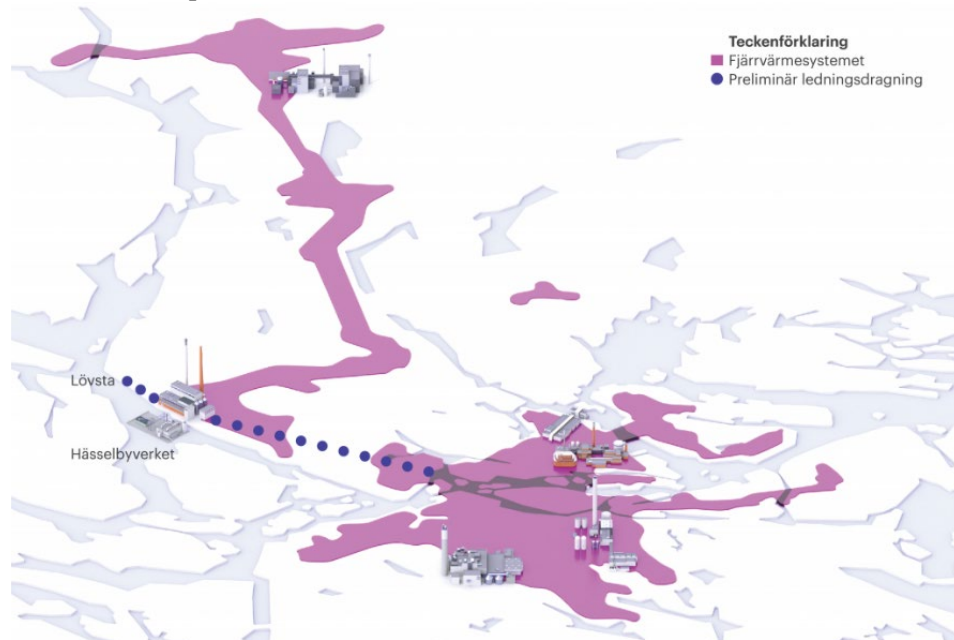 Teckenförklaring
Fjärrvärmesystemet
Preliminär ledningsdragning
Lövsta
Hässelbyverket